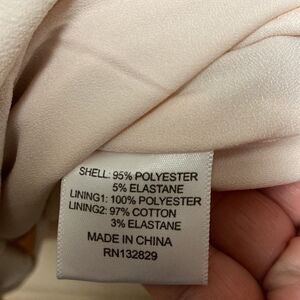 SHELL: 95% POLYESTER
5% ELASTANE
LINING1: 100% POLYESTER
LINING2: 97% COTTON
3% ELASTANE
MADE IN CHINA
RN132829